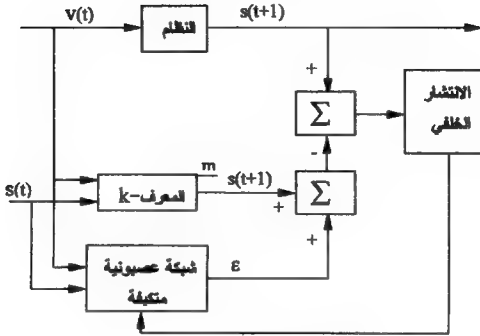 v(t)
النظام
s(t+1)
+
Σ
الانتشار
الخلفي
-
m
s(t)
المعرف-k
s(t+1)
+
Σ
+
شبكة عصبونية
متكيفة
ε